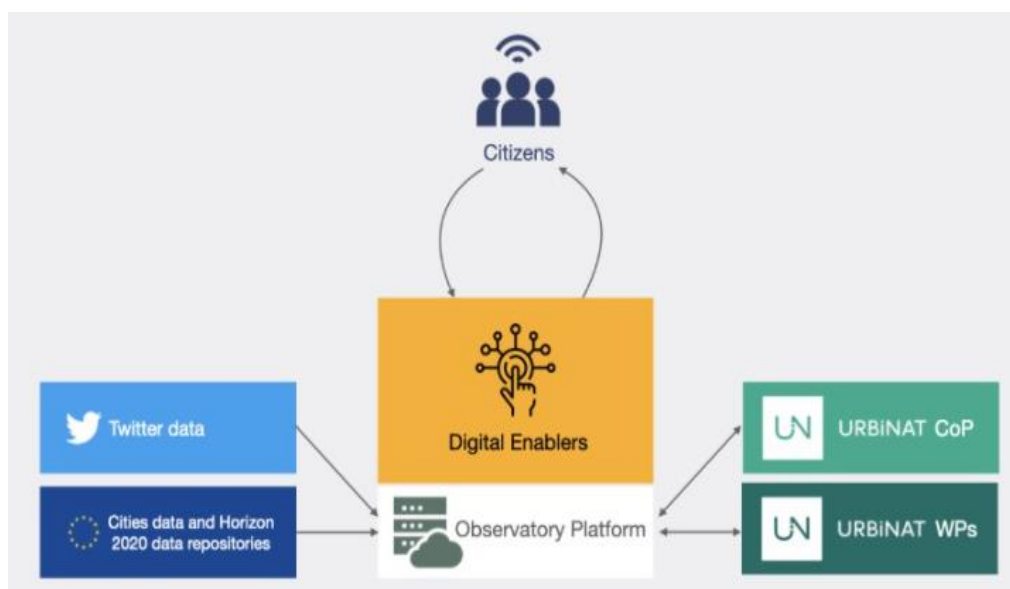 Citizens
Digital Enablers
Twitter data
Cities data and Horizon
2020 data repositories
Observatory Platform
UN URBiNAT CoP
UN URBiNAT WPs